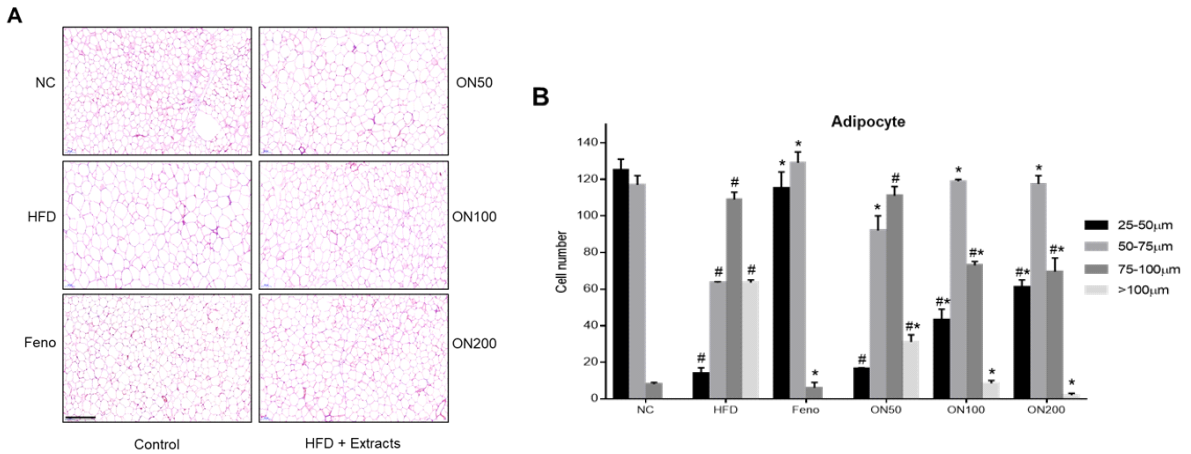 A
NC
ON50
HFD
ON100
Feno
ON200
Control
HFD + Extracts
B
Adipocyte
Cell number
140
120
100
80
60
40
20
0
# # # #
* * *
# * # #*
#* * #* *
#* * #* *
NC HFD Feno ON50 ON100 ON200
25-50μm
50-75μm
75-100μm
>100μm